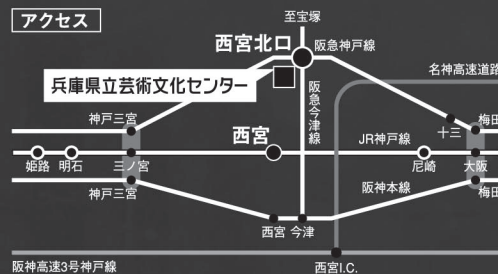 アクセス
至宝塚
西宮北口
阪急神戸線
兵庫県立芸術文化センター
阪急今津線
名神高速道路
神戸三宮
十三
梅田
西宮
JR神戸線
姫路
明石
三ノ宮
尼崎
大阪
神戸三宮
阪神本線
梅田
西宮
今津
阪神高速3号神戸線
西宮I.C.